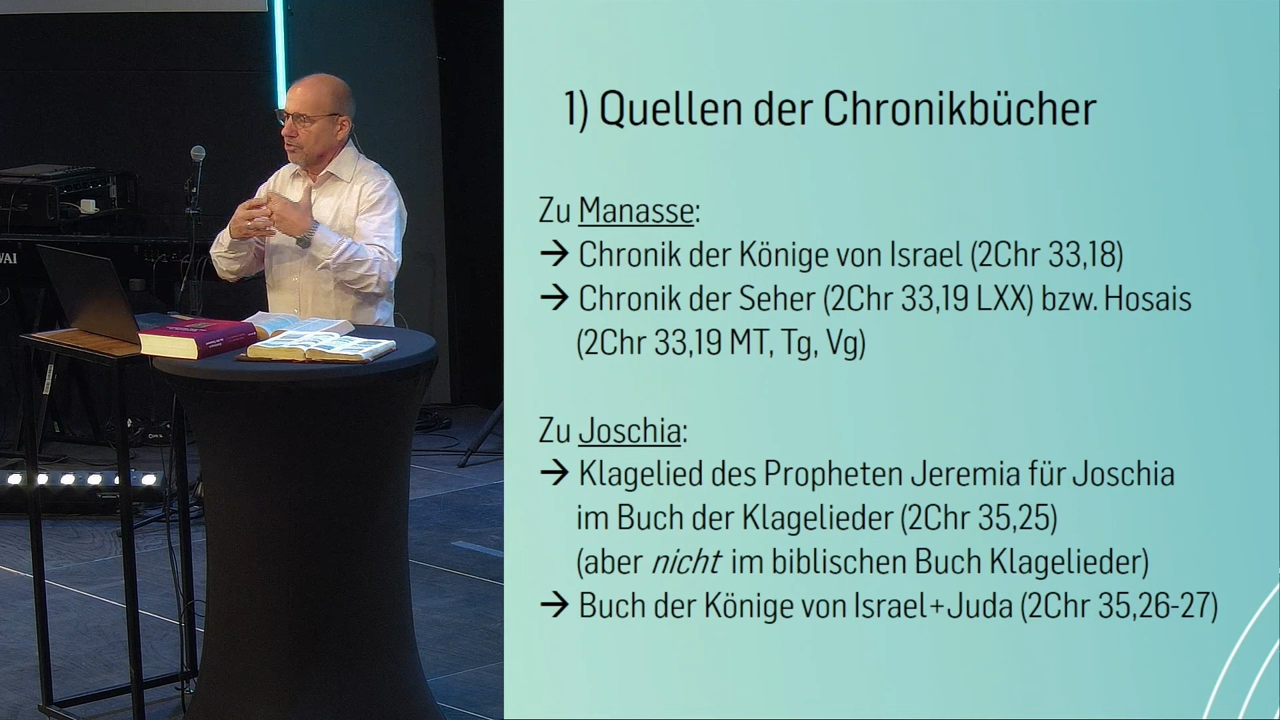 1) Quellen der Chronikbücher
Zu Manasse:
→ Chronik der Könige von Israel (2Chr 33,18)
→ Chronik der Seher (2Chr 33,19 LXX) bzw. Hosais
(2Chr 33,19 MT, Tg, Vg)
Zu Joschia:
→ Klagelied des Propheten Jeremia für Joschia
im Buch der Klagelieder (2Chr 35,25)
(aber nicht im biblischen Buch Klagelieder)
→ Buch der Könige von Israel+Juda (2Chr 35,26-27)